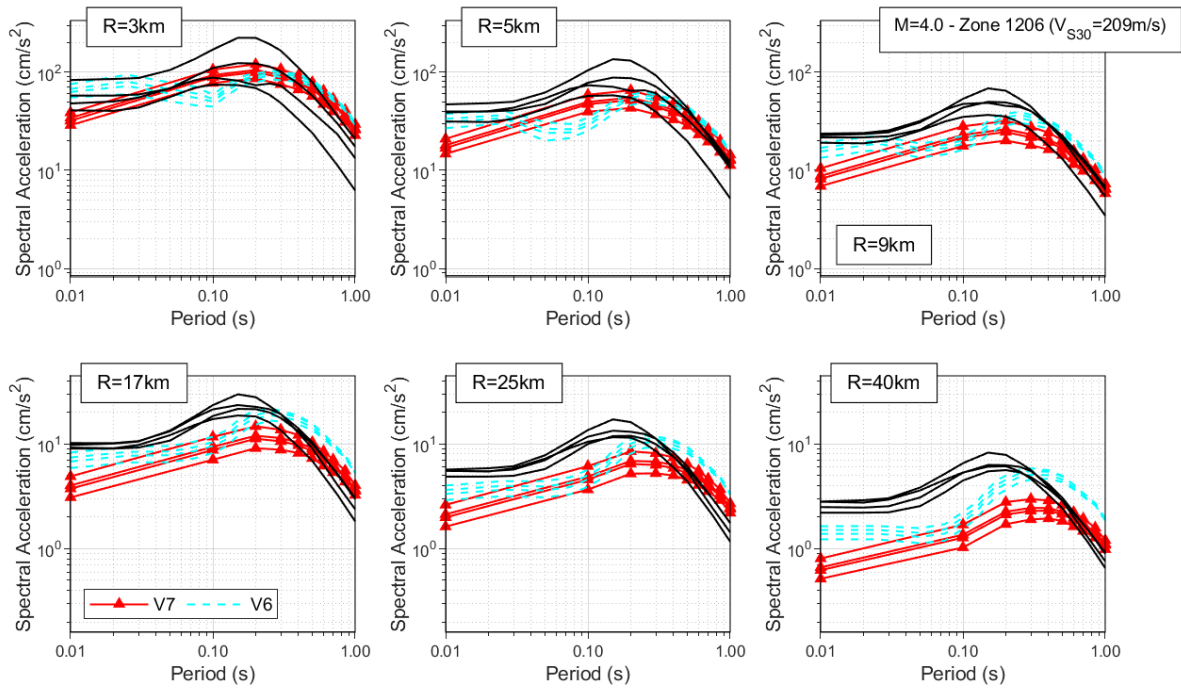 R=3km
Spectral Acceleration (cm/s²)
10²
10¹
10⁰
0.01 0.10 1.00
Period (s)
R=5km
Spectral Acceleration (cm/s²)
10²
10¹
10⁰
0.01 0.10 1.00
Period (s)
M=4.0 - Zone 1206 (V_S30=209m/s)
Spectral Acceleration (cm/s²)
10²
10¹
10⁰
R=9km
0.01 0.10 1.00
Period (s)
R=17km
Spectral Acceleration (cm/s²)
10¹
10⁰
V7 V6
0.01 0.10 1.00
Period (s)
R=25km
Spectral Acceleration (cm/s²)
10¹
10⁰
0.01 0.10 1.00
Period (s)
R=40km
Spectral Acceleration (cm/s²)
10¹
10⁰
0.01 0.10 1.00
Period (s)